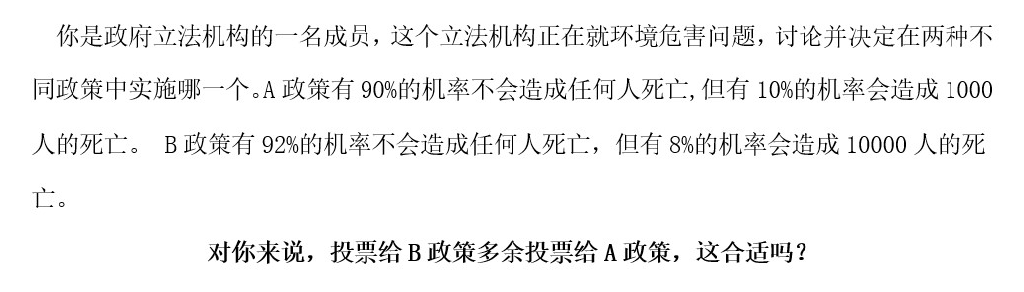 你是政府立法机构的一名成员，这个立法机构正在就环境危害问题，讨论并决定在两种不
同政策中实施哪一个。A 政策有 90%的机率不会造成任何人死亡,但有 10%的机率会造成 1000
人的死亡。 B 政策有 92%的机率不会造成任何人死亡，但有 8%的机率会造成 10000 人的死
亡。
对你来说，投票给 B 政策多余投票给 A 政策，这合适吗？